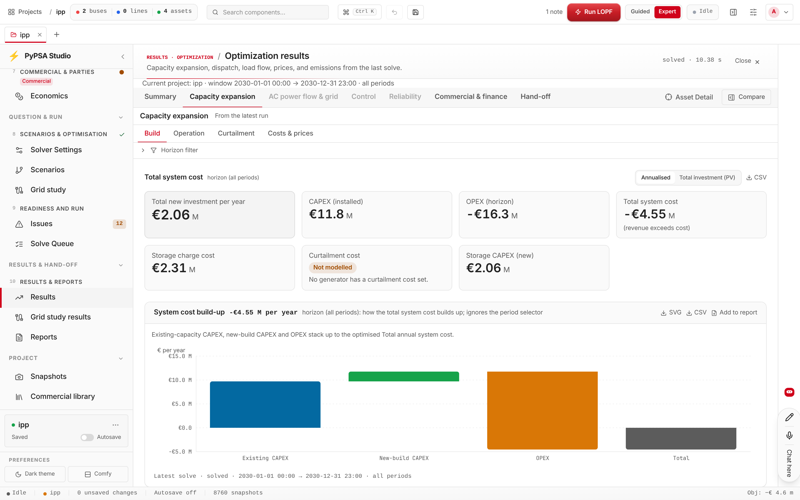 Projects / ipp 2 buses 0 lines 4 assets Search components... Ctrl K 1 note Run LOPF Guided Expert Idle A
ipp
PyPSA Studio
7 COMMERCIAL & PARTIES
Commercial
Economics
QUESTION & RUN
8 SCENARIOS & OPTIMISATION
Solver Settings
Scenarios
Grid study
9 READINESS AND RUN
Issues 12
Solve Queue
RESULTS & HAND-OFF
10 RESULTS & REPORTS
Results
Grid study results
Reports
PROJECT
Snapshots
Commercial library
ipp
Saved Autosave
PREFERENCES
Dark theme Comfy
RESULTS · OPTIMIZATION / Optimization results
Capacity expansion, dispatch, load flow, prices, and emissions from the last solve.
solved · 10.38 s Close ×
Current project: ipp · window 2030-01-01 00:00 → 2030-12-31 23:00 · all periods
Summary Capacity expansion AC power flow & grid Control Reliability Commercial & finance Hand-off Asset Detail Compare
Capacity expansion From the latest run
Build Operation Curtailment Costs & prices
Horizon filter
Total system cost horizon (all periods) Annualised Total investment (PV) CSV
Total new investment per year
€2.06 M
CAPEX (installed)
€11.8 M
OPEX (horizon)
-€16.3 M
Total system cost
-€4.55 M
(revenue exceeds cost)
Storage charge cost
€2.31 M
Curtailment cost
Not modelled
No generator has a curtailment cost set.
Storage CAPEX (new)
€2.06 M
System cost build-up -€4.55 M per year horizon (all periods): how the total system cost builds up; ignores the period selector SVG CSV Add to report
Existing-capacity CAPEX, new-build CAPEX and OPEX stack up to the optimised Total annual system cost.
€ per year
€15.0 M
€10.0 M
€5.0 M
€0.0
-€5.0 M
Existing CAPEX New-build CAPEX OPEX Total
Latest solve · solved · 2030-01-01 00:00 → 2030-12-31 23:00 · all periods
Chat here
Idle ipp 0 unsaved changes Autosave off 8760 snapshots Obj: -€ 4.6 m